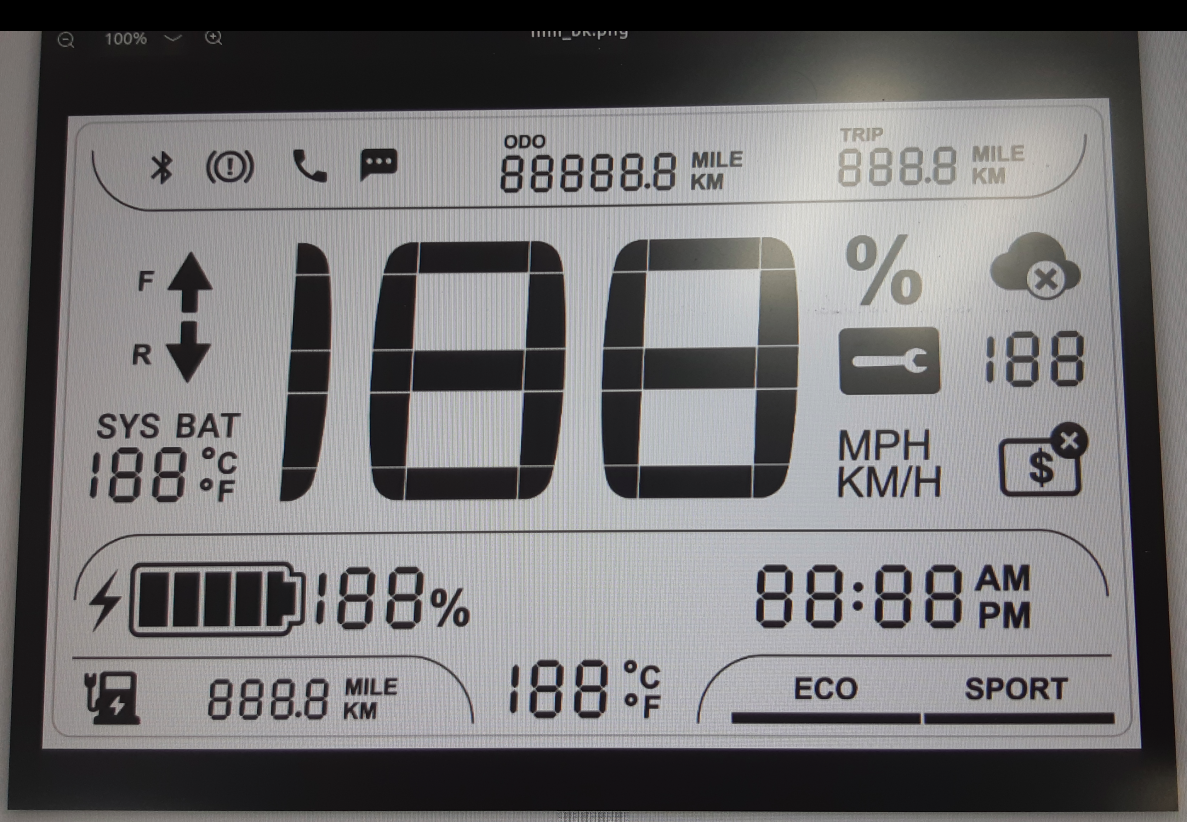 100%
ODO
88888.8 MILE
KM
TRIP
888.8 MILE
KM
F
R
188
%
188
SYS BAT
188 °C
°F
MPH
KM/H
$
188%
88:88 AM
PM
888.8 MILE
KM
188 °C
°F
ECO SPORT